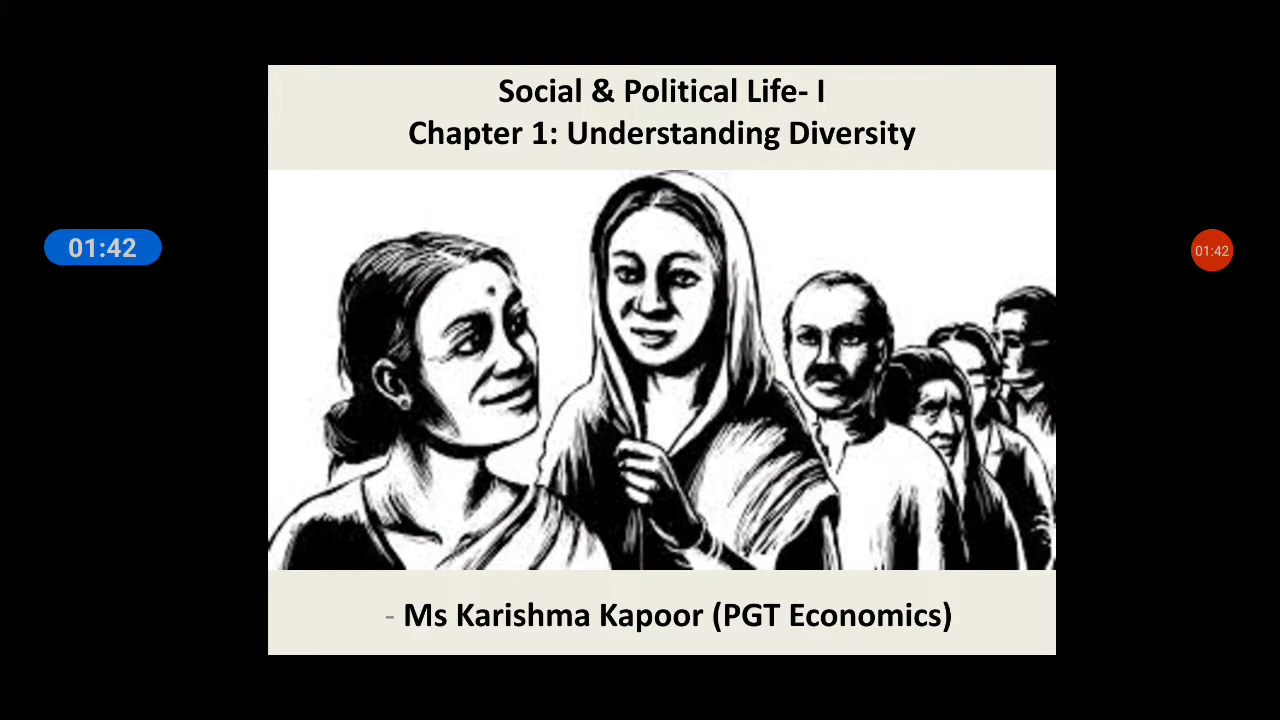 Social & Political Life- I
Chapter 1: Understanding Diversity
01:42
01:42
- Ms Karishma Kapoor (PGT Economics)